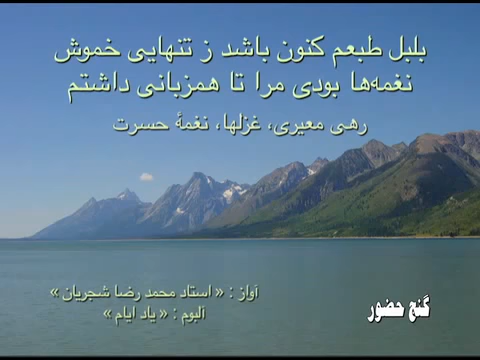 بلبل طبعم کنون باشد ز تنهایی خموش
نغمه‌ها بودی مرا تا همزبانی داشتم
رهی معیری، غزلها، نغمهٔ حسرت
آواز : « استاد محمد رضا شجریان »
آلبوم : « یاد ایام »
گنج حضور